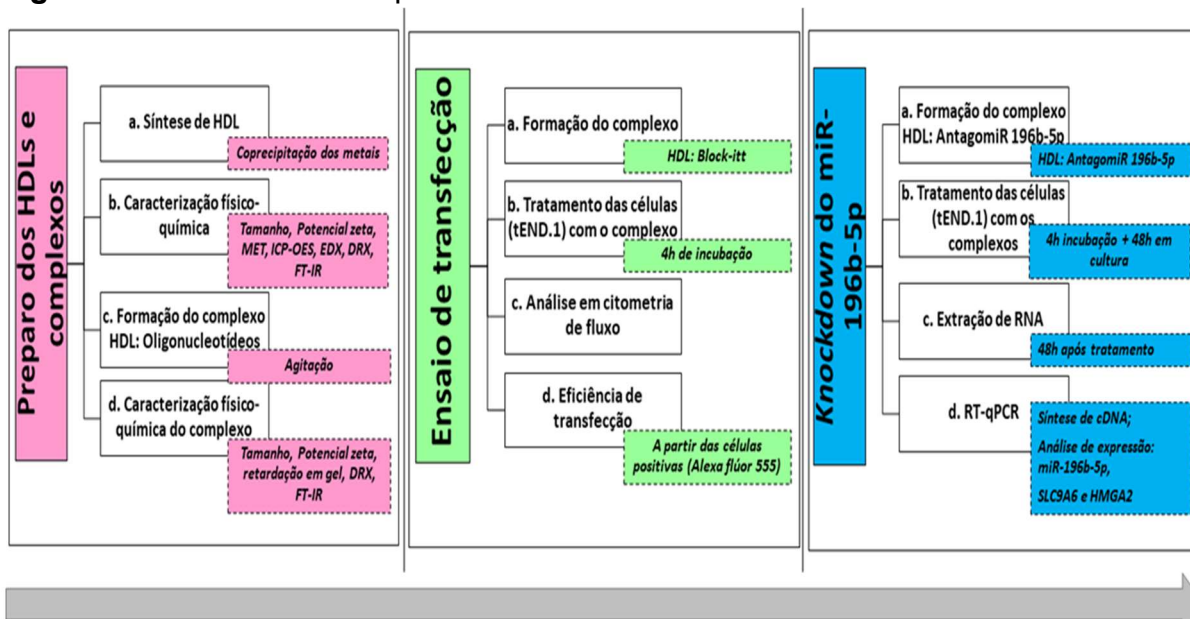 Preparo dos HDLs e
complexos
a. Síntese de HDL
Coprecipitação dos metais
b. Caracterização físico-
química
Tamanho, Potencial zeta,
MET, ICP-OES, EDX, DRX,
FT-IR
c. Formação do complexo
HDL: Oligonucleotídeos
Agitação
d. Caracterização físico-
química do complexo
Tamanho, Potencial zeta,
retardação em gel, DRX,
FT-IR
Ensaio de transfecção
a. Formação do complexo
HDL: Block-itt
b. Tratamento das células
(tEND.1) com o complexo
4h de incubação
c. Análise em citometria
de fluxo
d. Eficiência de
transfecção
A partir das células
positivas (Alexa flúor 555)
Knockdown do miR-
196b-5p
a. Formação do complexo
HDL: AntagomiR 196b-5p
HDL: AntagomiR 196b-5p
b. Tratamento das células
(tEND.1) com os
complexos
4h incubação + 48h em
cultura
c. Extração de RNA
48h após tratamento
d. RT-qPCR
Síntese de cDNA;
Análise de expressão:
miR-196b-5p,
SLC9A6 e HMGA2